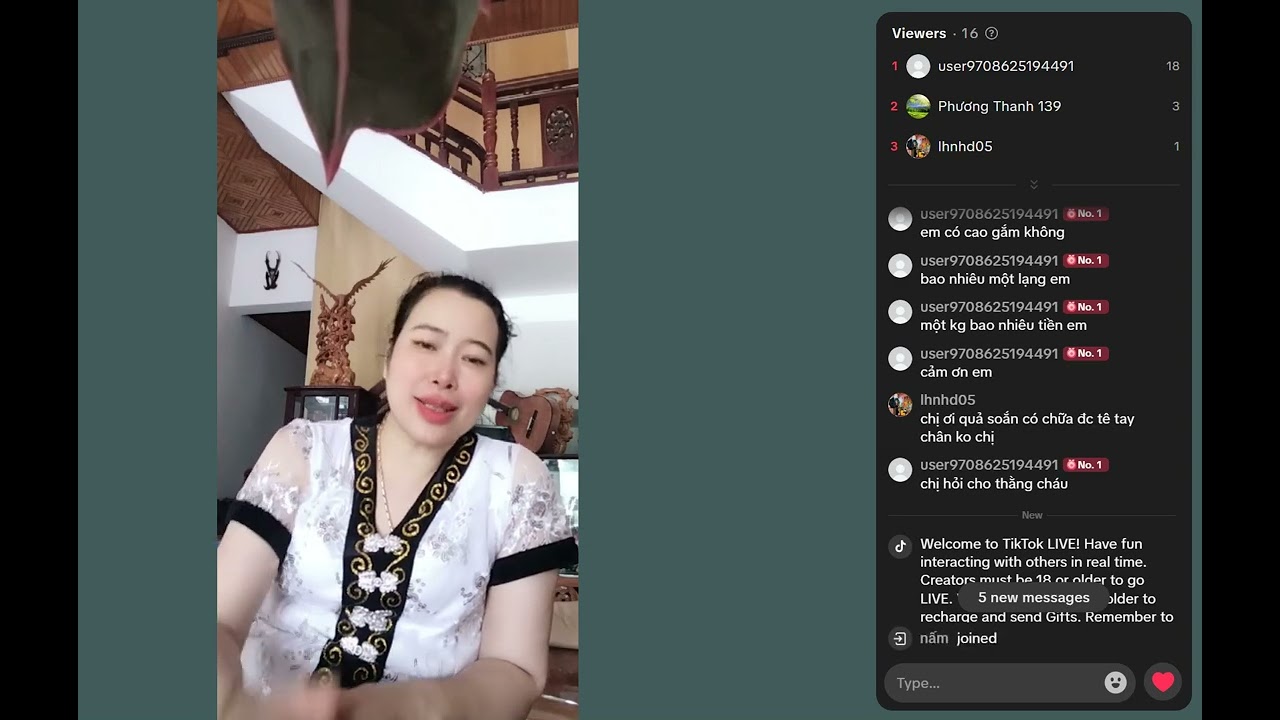 Viewers · 16
1 user9708625194491 18
2 Phương Thanh 139 3
3 lhnhd05 1
user9708625194491 No. 1
em có cao gắm không
user9708625194491 No. 1
bao nhiêu một lạng em
user9708625194491 No. 1
một kg bao nhiêu tiền em
user9708625194491 No. 1
cảm ơn em
lhnhd05
chị ơi quả soắn có chữa đc tê tay
chân ko chị
user9708625194491 No. 1
chị hỏi cho thằng cháu
New
Welcome to TikTok LIVE! Have fun
interacting with others in real time.
Creators must be 18 or older to go
LIVE. older to
5 new messages
recharge and send Gifts. Remember to
nấm joined
Type...